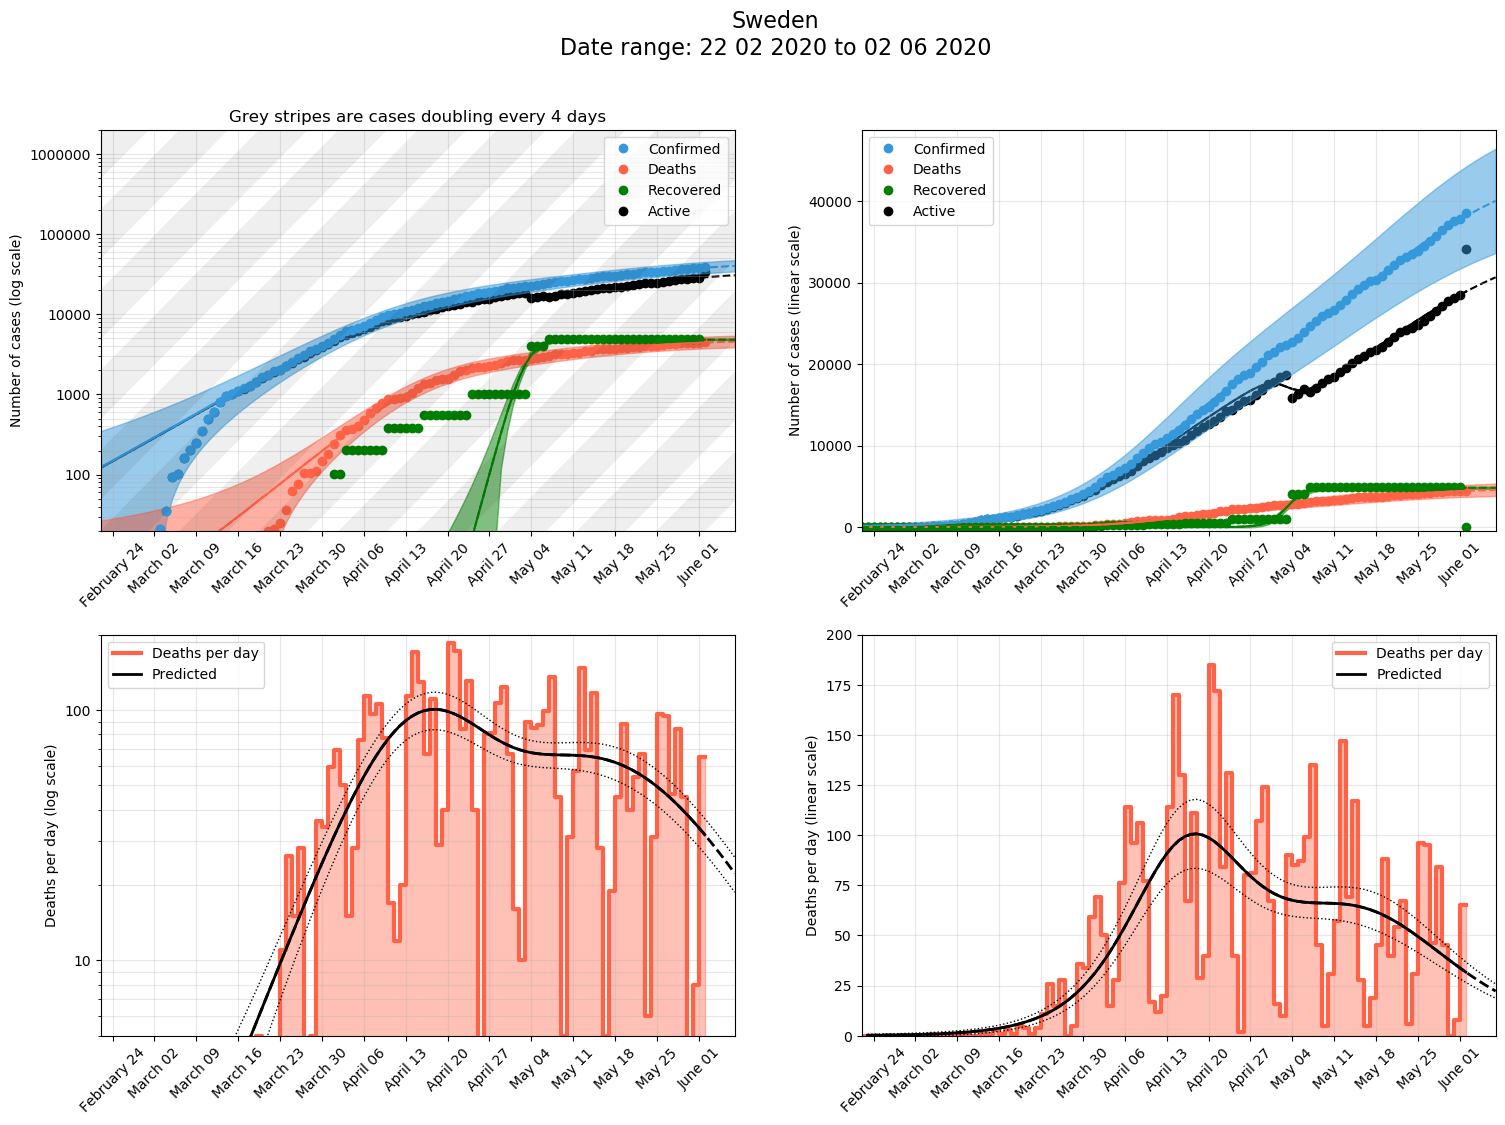 Sweden
Date range: 22 02 2020 to 02 06 2020
Grey stripes are cases doubling every 4 days
Number of cases (log scale)
1000000
100000
10000
1000
100
Confirmed
Deaths
Recovered
Active
February 24
March 02
March 09
March 16
March 23
March 30
April 06
April 13
April 20
April 27
May 04
May 11
May 18
May 25
June 01
Number of cases (linear scale)
40000
30000
20000
10000
0
Confirmed
Deaths
Recovered
Active
February 24
March 02
March 09
March 16
March 23
March 30
April 06
April 13
April 20
April 27
May 04
May 11
May 18
May 25
June 01
Deaths per day (log scale)
100
10
Deaths per day
Predicted
February 24
March 02
March 09
March 16
March 23
March 30
April 06
April 13
April 20
April 27
May 04
May 11
May 18
May 25
June 01
Deaths per day (linear scale)
200
175
150
125
100
75
50
25
0
Deaths per day
Predicted
February 24
March 02
March 09
March 16
March 23
March 30
April 06
April 13
April 20
April 27
May 04
May 11
May 18
May 25
June 01